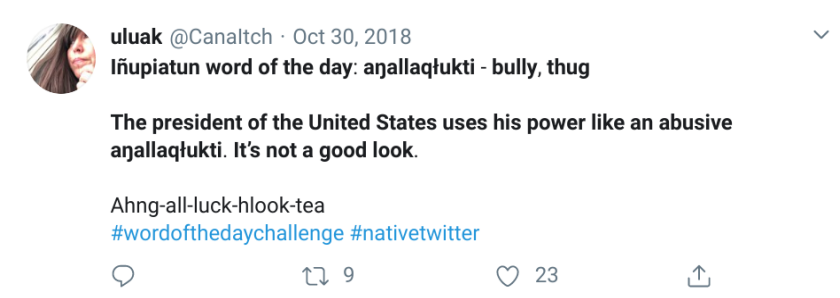 uluak @CanaItch · Oct 30, 2018
Iñupiatun word of the day: aŋallaqłukti - bully, thug
The president of the United States uses his power like an abusive
aŋallaqłukti. It’s not a good look.
Ahng-all-luck-hlook-tea
#wordofthedaychallenge #nativetwitter
9 23